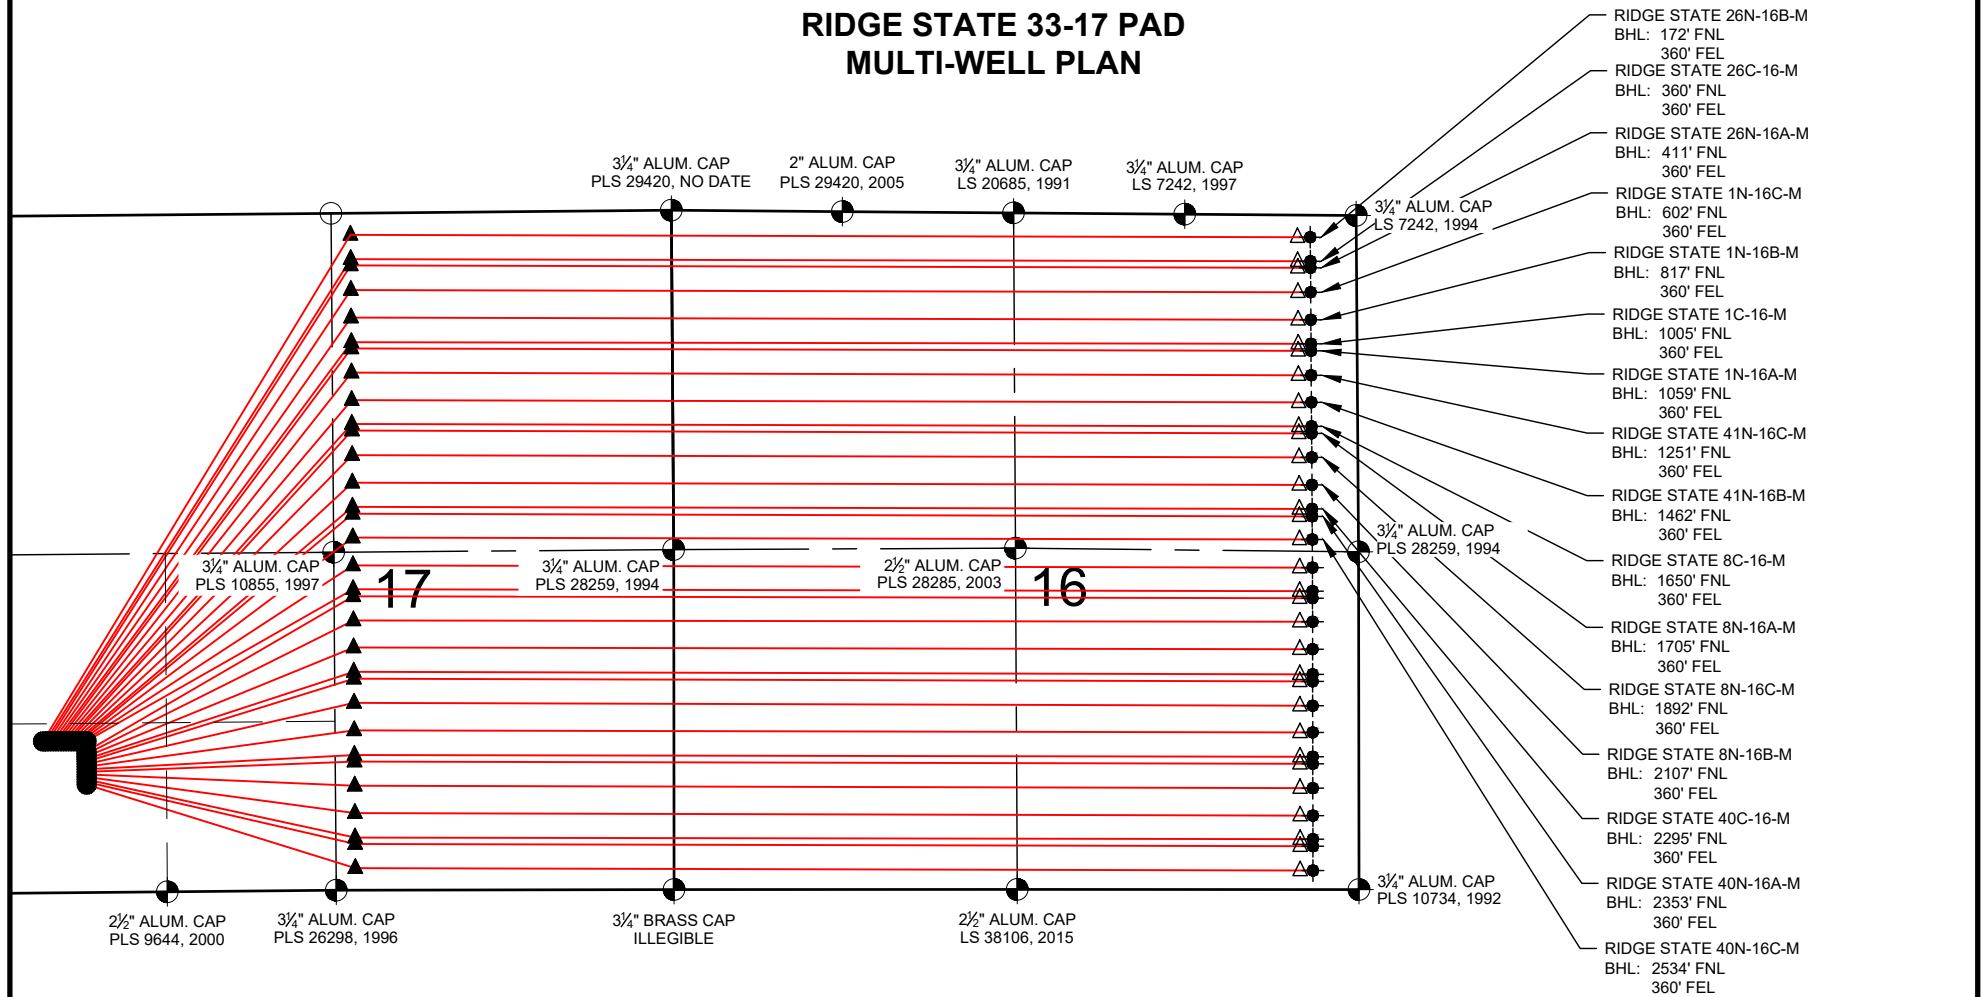 RIDGE STATE 33-17 PAD
MULTI-WELL PLAN
RIDGE STATE 26N-16B-M
BHL: 172' FNL
360' FEL
RIDGE STATE 26C-16-M
BHL: 360' FNL
360' FEL
RIDGE STATE 26N-16A-M
BHL: 411' FNL
360' FEL
RIDGE STATE 1N-16C-M
BHL: 602' FNL
360' FEL
RIDGE STATE 1N-16B-M
BHL: 817' FNL
360' FEL
RIDGE STATE 1C-16-M
BHL: 1005' FNL
360' FEL
RIDGE STATE 1N-16A-M
BHL: 1059' FNL
360' FEL
RIDGE STATE 41N-16C-M
BHL: 1251' FNL
360' FEL
RIDGE STATE 41N-16B-M
BHL: 1462' FNL
360' FEL
RIDGE STATE 8C-16-M
BHL: 1650' FNL
360' FEL
RIDGE STATE 8N-16A-M
BHL: 1705' FNL
360' FEL
RIDGE STATE 8N-16C-M
BHL: 1892' FNL
360' FEL
RIDGE STATE 8N-16B-M
BHL: 2107' FNL
360' FEL
RIDGE STATE 40C-16-M
BHL: 2295' FNL
360' FEL
RIDGE STATE 40N-16A-M
BHL: 2353' FNL
360' FEL
RIDGE STATE 40N-16C-M
BHL: 2534' FNL
360' FEL
3¼" ALUM. CAP
PLS 29420, NO DATE
2" ALUM. CAP
PLS 29420, 2005
3¼" ALUM. CAP
LS 20685, 1991
3¼" ALUM. CAP
LS 7242, 1997
3¼" ALUM. CAP
LS 7242, 1994
3¼" ALUM. CAP
PLS 10855, 1997
17
3¼" ALUM. CAP
PLS 28259, 1994
2½" ALUM. CAP
PLS 28285, 2003
16
3¼" ALUM. CAP
PLS 28259, 1994
2½" ALUM. CAP
PLS 9644, 2000
3¼" ALUM. CAP
PLS 26298, 1996
3¼" BRASS CAP
ILLEGIBLE
2½" ALUM. CAP
LS 38106, 2015
3¼" ALUM. CAP
PLS 10734, 1992